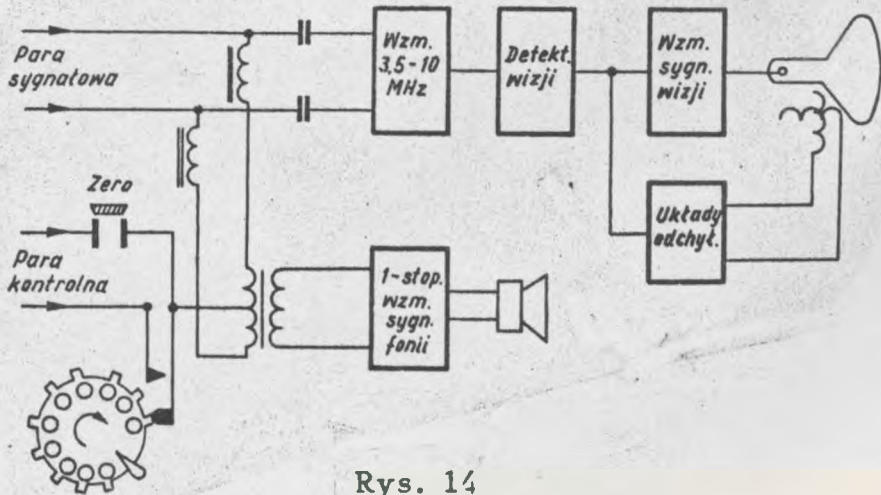 Para
sygnałowa
Wzm.
3,5-10
MHz
Detekt.
wizji
Wzm.
sygn.
wizji
Zero
Para
kontrolna
1-stop.
wzm.
sygn.
fonii
Układy
odchył.
Rys. 14